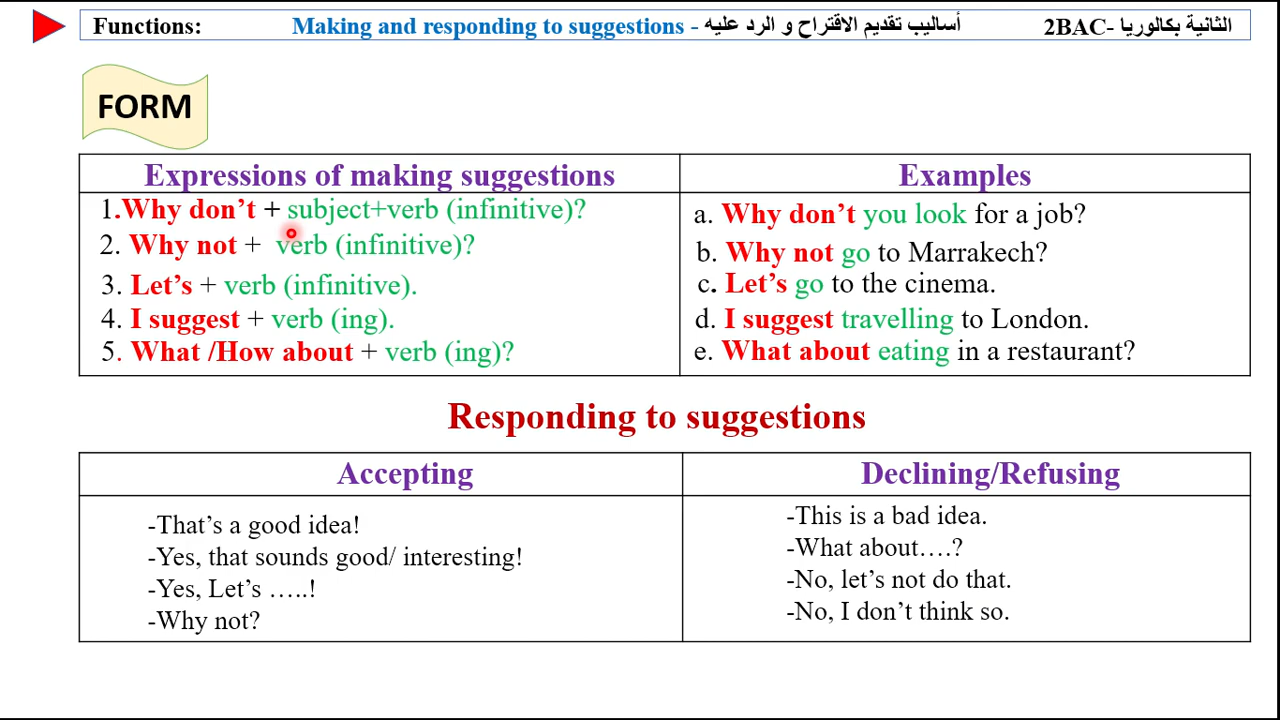 Functions: Making and responding to suggestions - أساليب تقديم الاقتراح و الرد عليه 2BAC- الثانية بكالوريا
FORM
Expressions of making suggestions
1.Why don't + subject+verb (infinitive)?
2. Why not + verb (infinitive)?
3. Let's + verb (infinitive).
4. I suggest + verb (ing).
5. What /How about + verb (ing)?
Examples
a. Why don't you look for a job?
b. Why not go to Marrakech?
c. Let's go to the cinema.
d. I suggest travelling to London.
e. What about eating in a restaurant?
Responding to suggestions
Accepting
-That's a good idea!
-Yes, that sounds good/ interesting!
-Yes, Let's …..!
-Why not?
Declining/Refusing
-This is a bad idea.
-What about….?
-No, let's not do that.
-No, I don't think so.